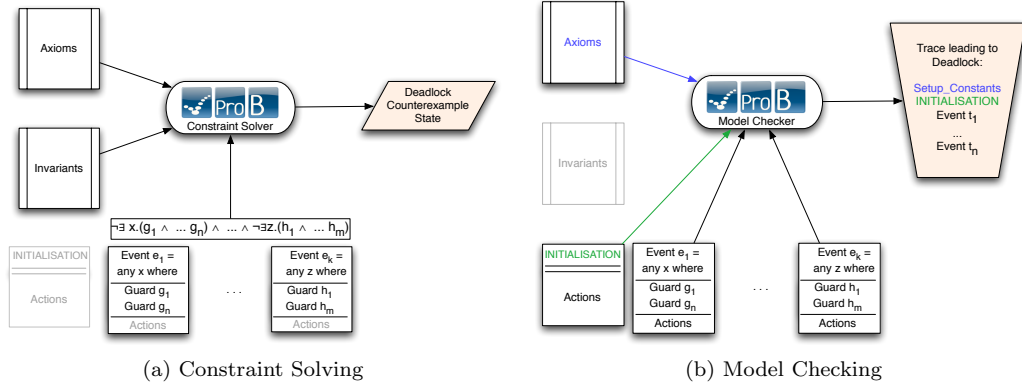 Axioms
Invariants
ProB
Constraint Solver
Deadlock
Counterexample
State
¬∃ x.(g1 ∧ ... gn) ∧ ... ∧ ¬∃z.(h1 ∧ ... hm)
INITIALISATION
Actions
Event e1 =
any x where
Guard g1
Guard gn
Actions
...
Event ek =
any z where
Guard h1
Guard hm
Actions
(a) Constraint Solving
Axioms
Invariants
ProB
Model Checker
Trace leading to
Deadlock:
Setup_Constants
INITIALISATION
Event t1
...
Event tn
INITIALISATION
Actions
Event e1 =
any x where
Guard g1
Guard gn
Actions
...
Event ek =
any z where
Guard h1
Guard hm
Actions
(b) Model Checking